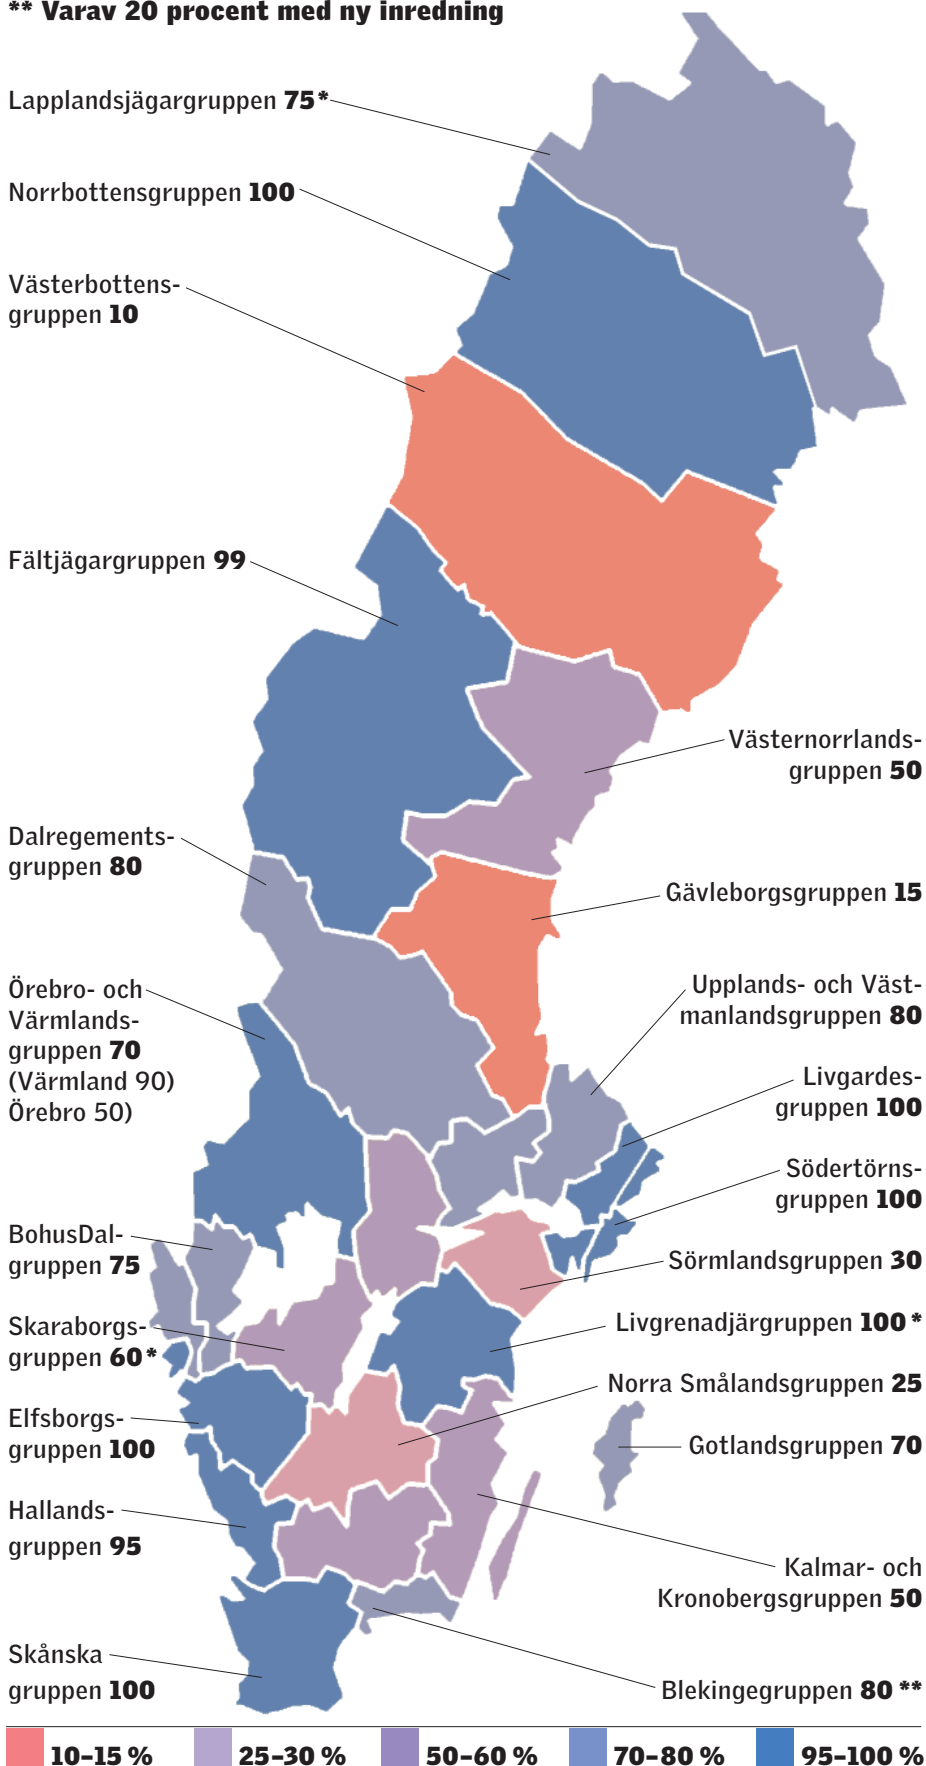 ** Varav 20 procent med ny inredning
Lapplandsjägargruppen 75*
Norrbottensgruppen 100
Västerbottens-
gruppen 10
Fältjägargruppen 99
Västernorrlands-
gruppen 50
Dalregements-
gruppen 80
Gävleborgsgruppen 15
Örebro- och
Värmlands-
gruppen 70
(Värmland 90)
Örebro 50)
Upplands- och Väst-
manlandsgruppen 80
Livgardes-
gruppen 100
Södertörns-
gruppen 100
BohusDal-
gruppen 75
Sörmlandsgruppen 30
Skaraborgs-
gruppen 60*
Livgrenadjärgruppen 100*
Norra Smålandsgruppen 25
Elfsborgs-
gruppen 100
Gotlandsgruppen 70
Hallands-
gruppen 95
Kalmar- och
Kronobergsgruppen 50
Skånska
gruppen 100
Blekingegruppen 80 **
10–15 %
25–30 %
50–60 %
70–80 %
95–100 %